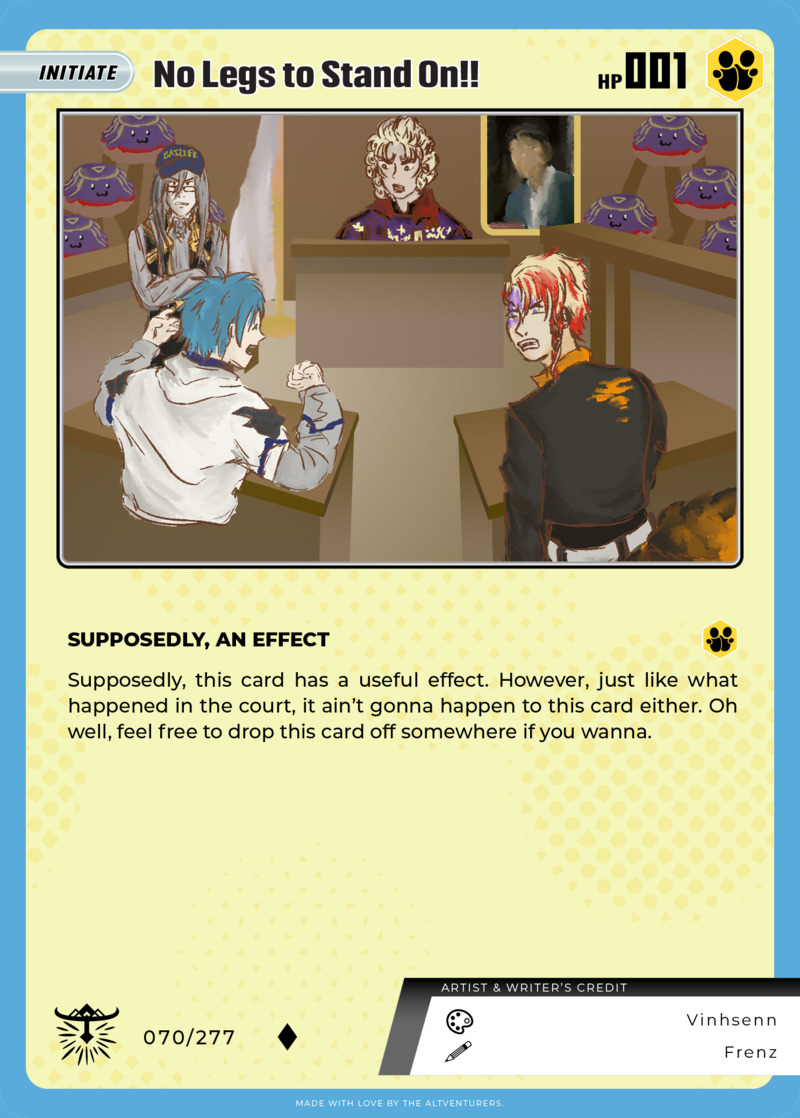 INITIATE
No Legs to Stand On!!
HP 001
SUPPOSEDLY, AN EFFECT
Supposedly, this card has a useful effect. However, just like what
happened in the court, it ain't gonna happen to this card either. Oh
well, feel free to drop this card off somewhere if you wanna.
ARTIST & WRITER'S CREDIT
Vinhsenn
Frenz
070/277
MADE WITH LOVE BY THE ALTVENTURERS.